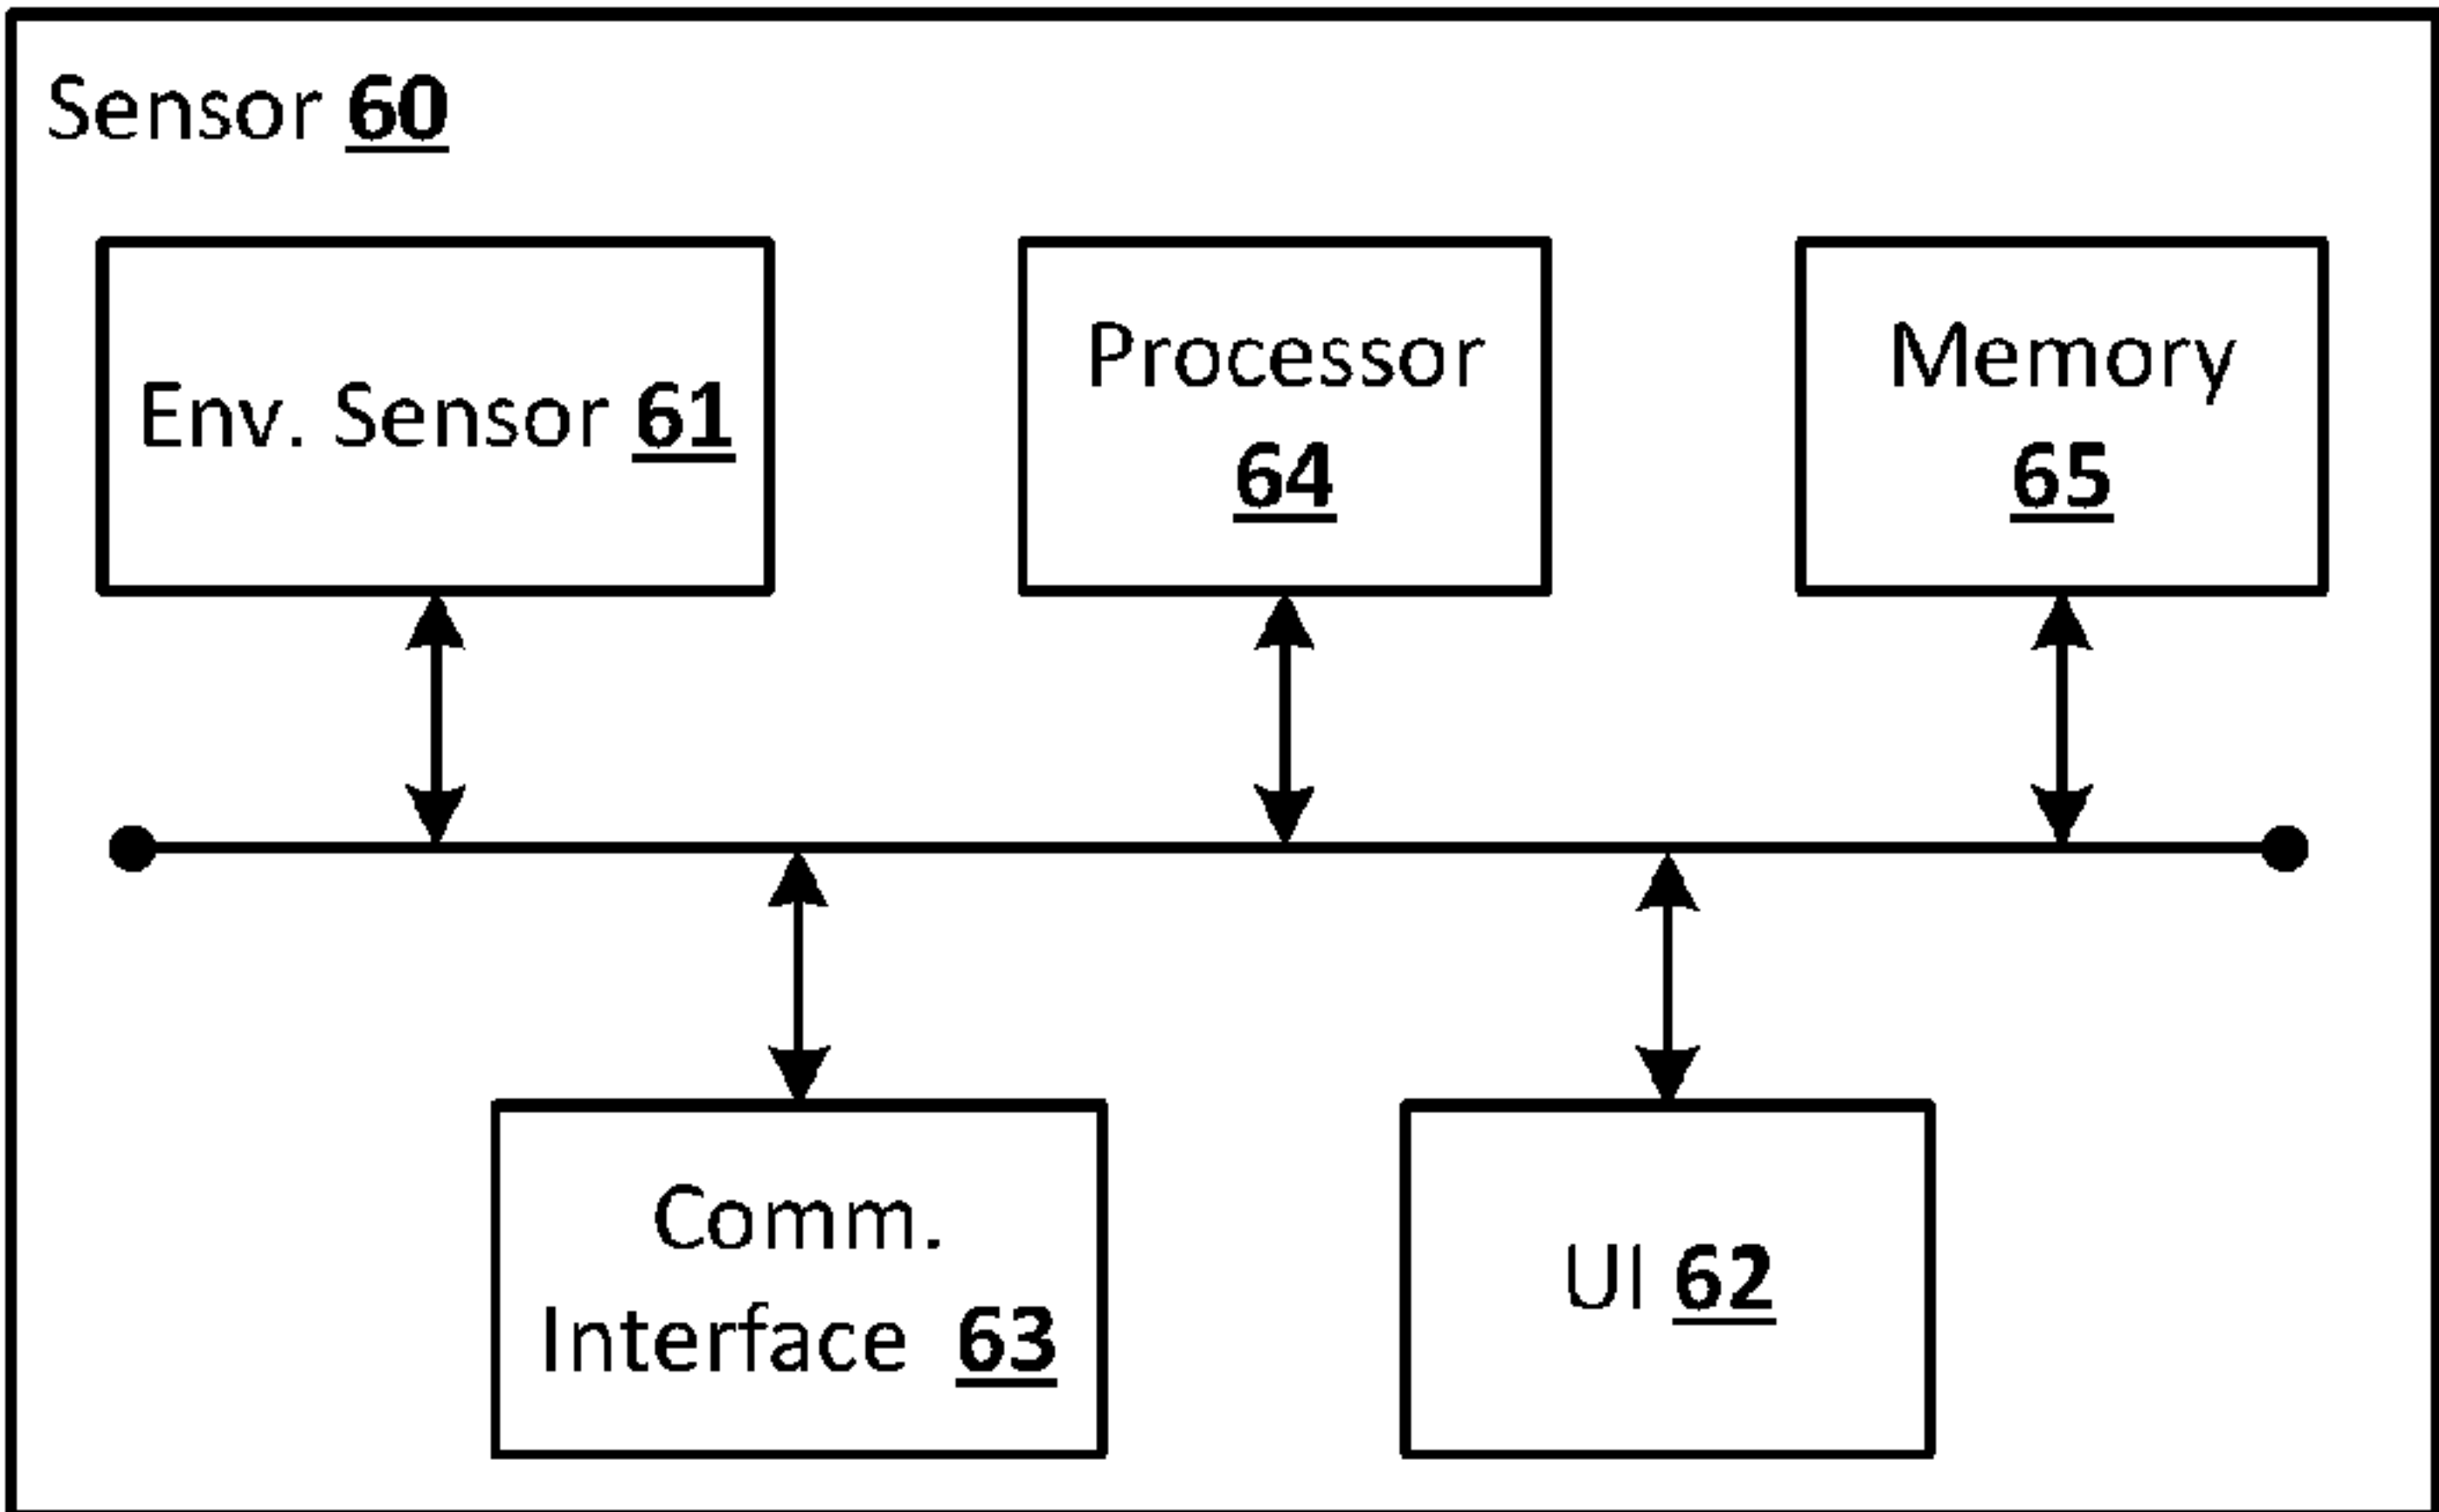 Sensor 60
Env. Sensor 61
Processor
64
Memory
65
Comm.
Interface 63
UI 62